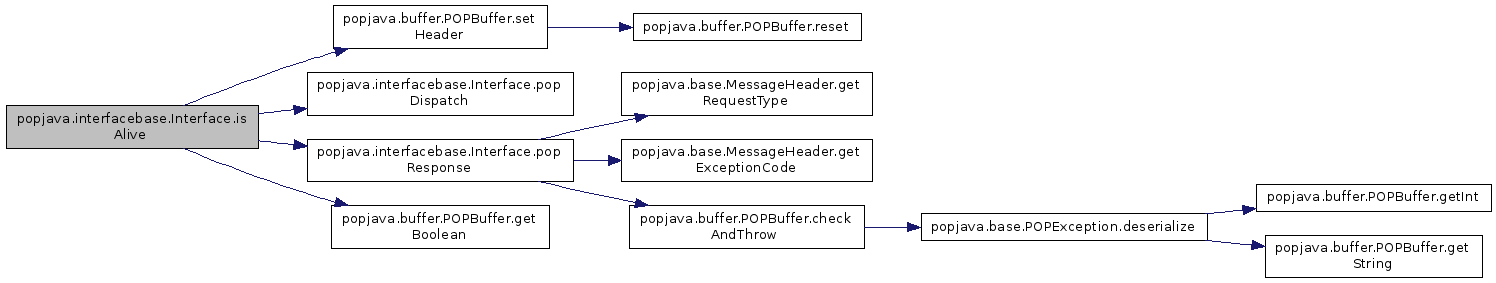 popjava.interfacebase.Interface.is
Alive
popjava.buffer.POPBuffer.set
Header
popjava.buffer.POPBuffer.reset
popjava.interfacebase.Interface.pop
Dispatch
popjava.interfacebase.Interface.pop
Response
popjava.base.MessageHeader.get
RequestType
popjava.base.MessageHeader.get
ExceptionCode
popjava.buffer.POPBuffer.check
AndThrow
popjava.base.POPException.deserialize
popjava.buffer.POPBuffer.getInt
popjava.buffer.POPBuffer.get
String
popjava.buffer.POPBuffer.get
Boolean